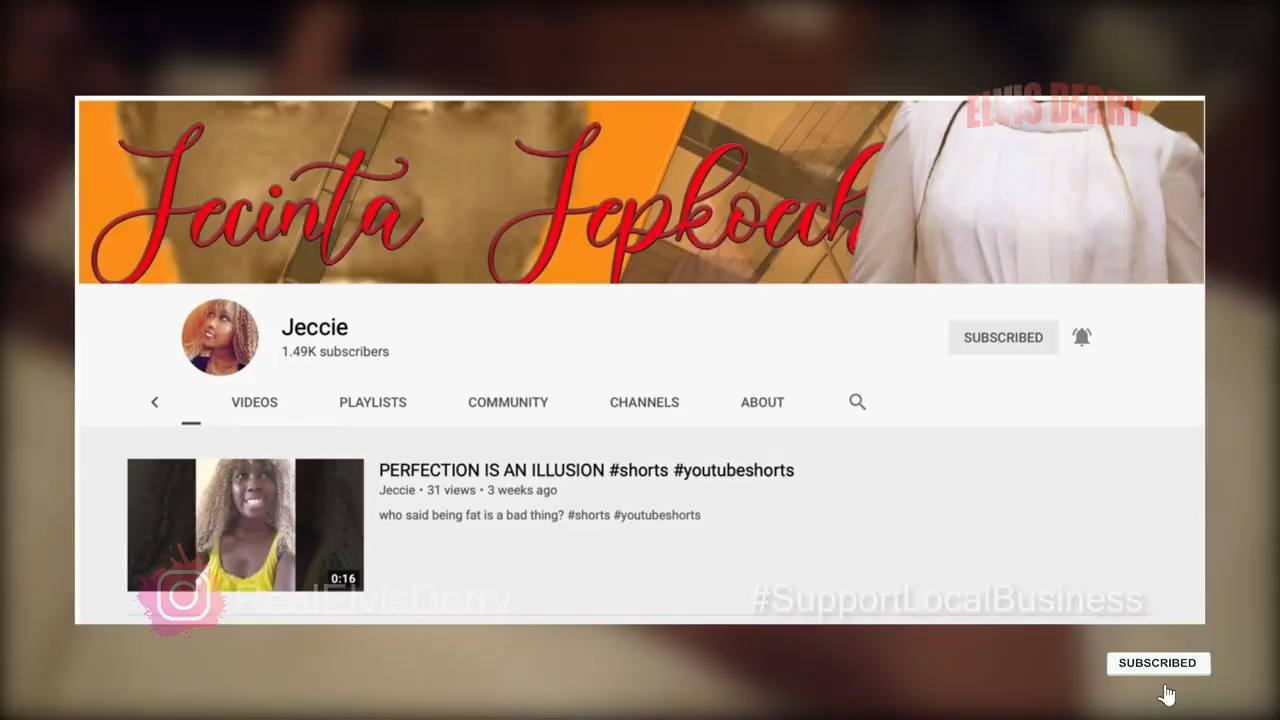 ELVIS DERRY
Jecinta Jepkoech
Jeccie
1.49K subscribers
SUBSCRIBED
VIDEOS PLAYLISTS COMMUNITY CHANNELS ABOUT
PERFECTION IS AN ILLUSION #shorts #youtubeshorts
Jeccie • 31 views • 3 weeks ago
who said being fat is a bad thing? #shorts #youtubeshorts
0:16
RealElvisDerry
#SupportLocalBusiness
SUBSCRIBED